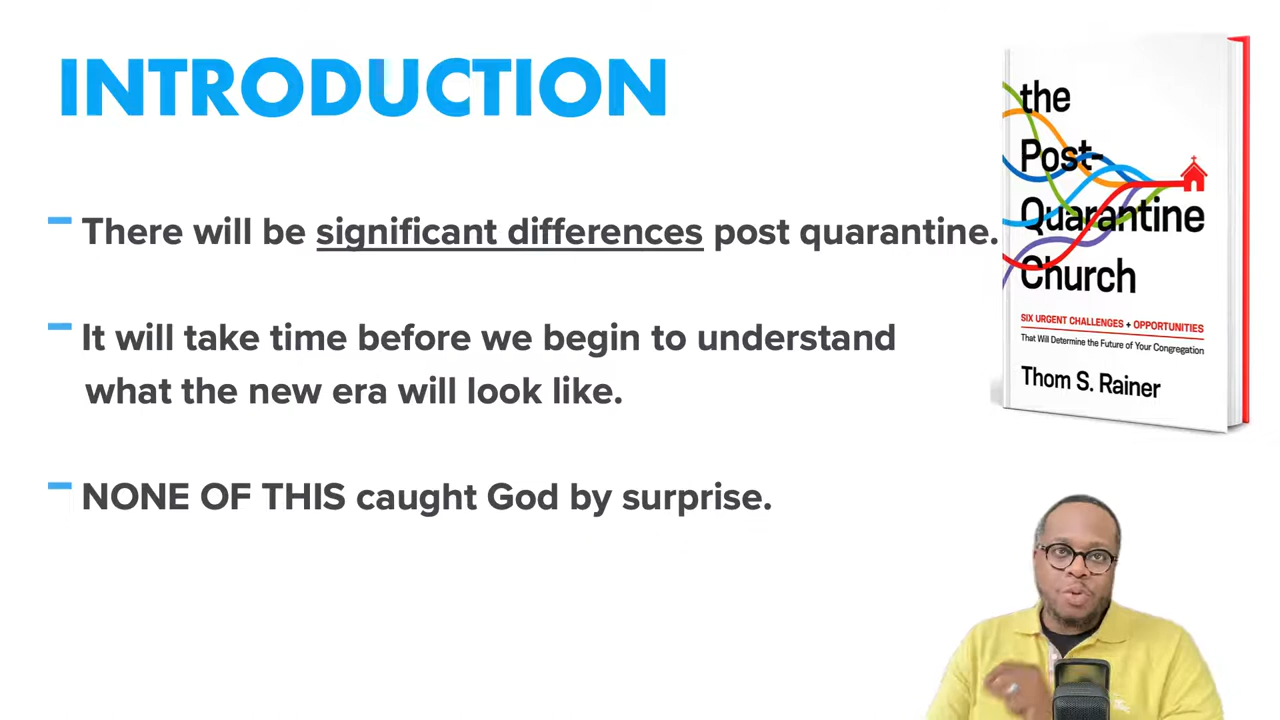 INTRODUCTION
There will be significant differences post quarantine.
It will take time before we begin to understand
what the new era will look like.
NONE OF THIS caught God by surprise.
the
Post-
Quarantine
Church
SIX URGENT CHALLENGES + OPPORTUNITIES
That Will Determine the Future of Your Congregation
Thom S. Rainer